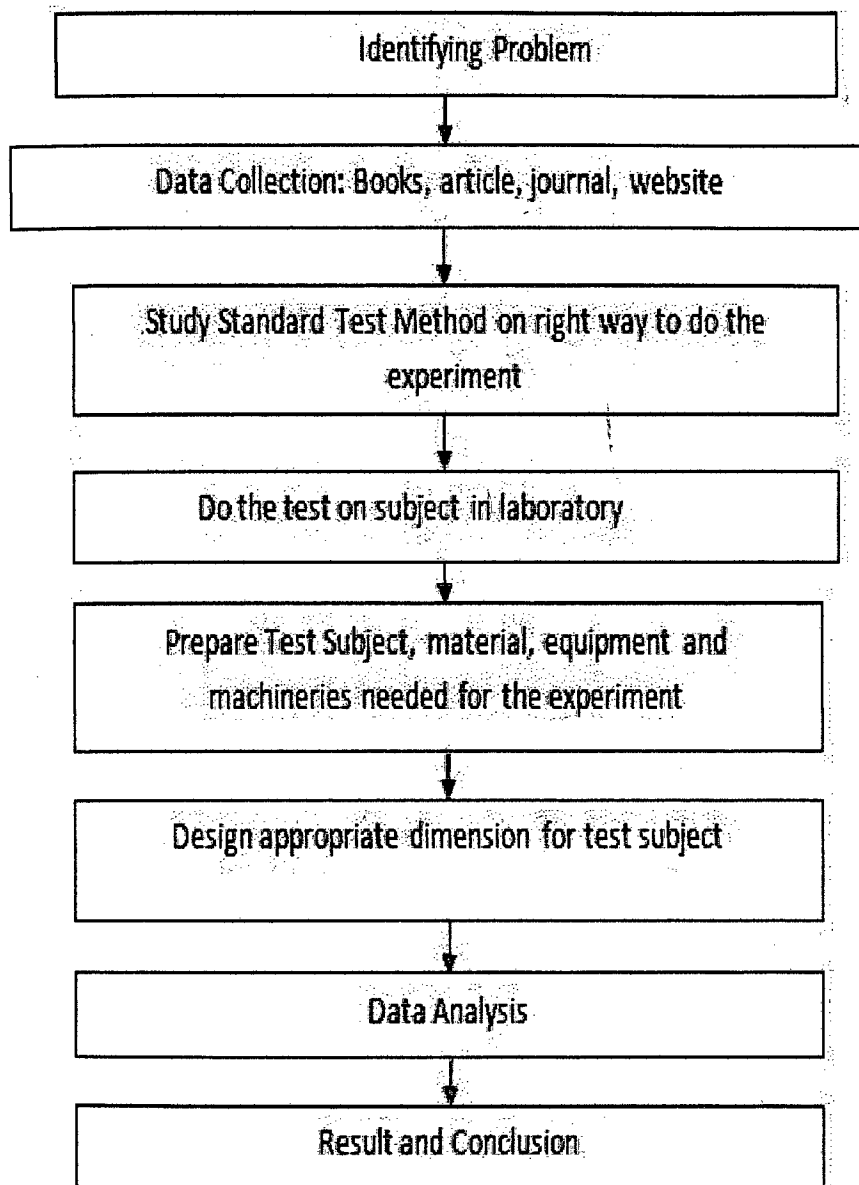 Identifying Problem
Data Collection: Books, article, journal, website
Study Standard Test Method on right way to do the
experiment
Do the test on subject in laboratory
Prepare Test Subject, material, equipment and
machineries needed for the experiment
Design appropriate dimension for test subject
Data Analysis
Result and Conclusion